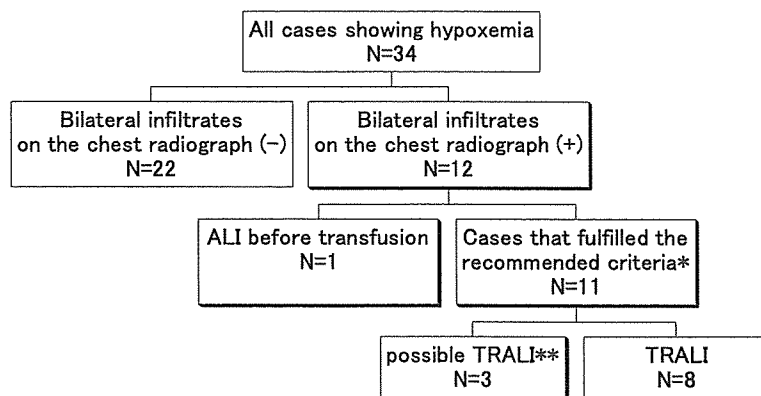 All cases showing hypoxemia
N=34
Bilateral infiltrates
on the chest radiograph (-)
N=22
Bilateral infiltrates
on the chest radiograph (+)
N=12
ALI before transfusion
N=1
Cases that fulfilled the
recommended criteria*
N=11
possible TRALI**
N=3
TRALI
N=8